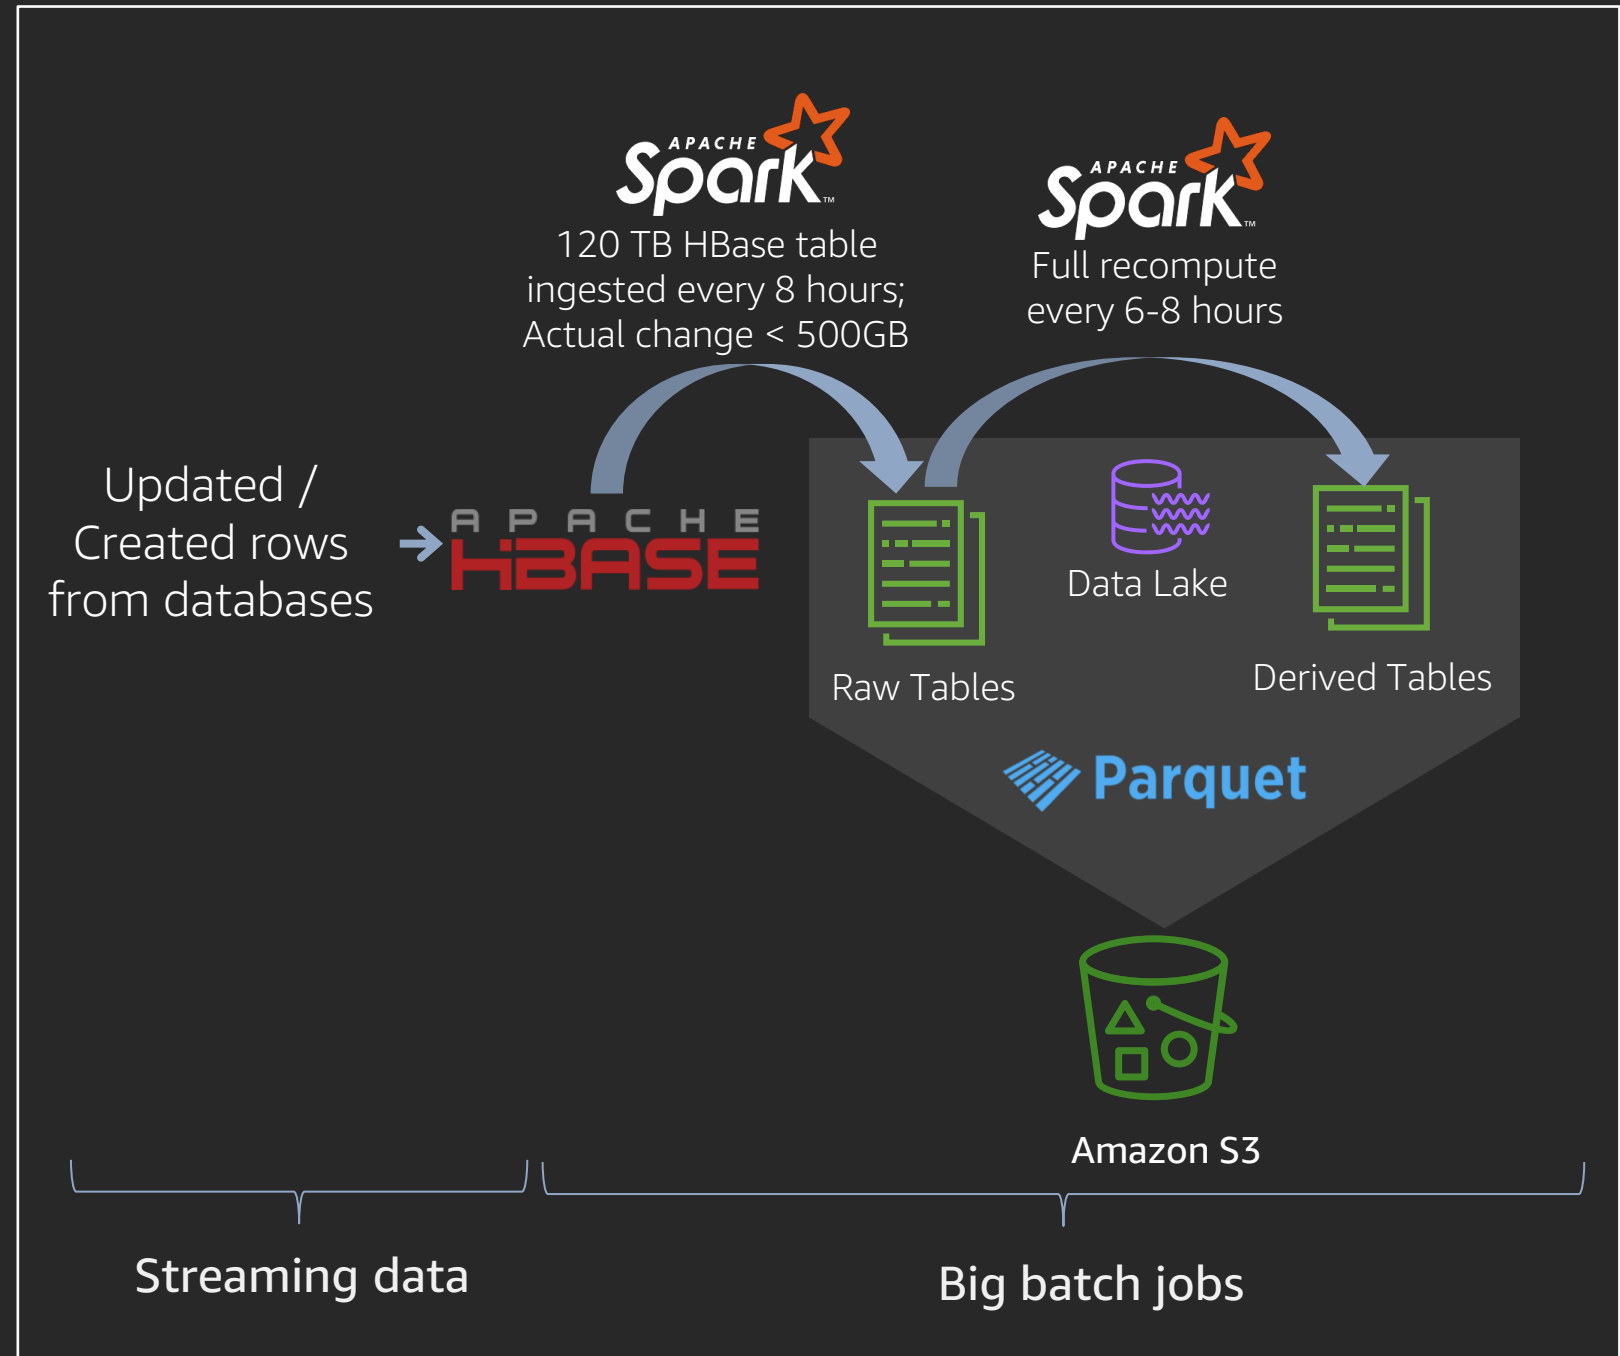 APACHE
Spark™
120 TB HBase table
ingested every 8 hours;
Actual change < 500GB
APACHE
Spark™
Full recompute
every 6-8 hours
Updated /
Created rows
from databases
APACHE
HBASE
Data Lake
Raw Tables
Derived Tables
Parquet
Amazon S3
Streaming data
Big batch jobs